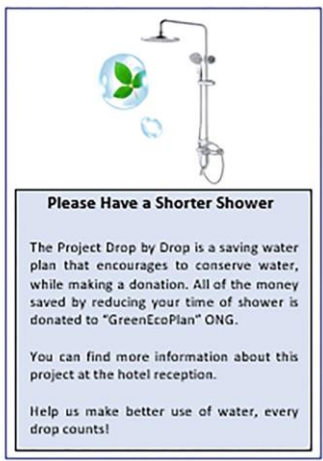 Please Have a Shorter Shower
The Project Drop by Drop is a saving water
plan that encourages to conserve water,
while making a donation. All of the money
saved by reducing your time of shower is
donated to “GreenEcoPlan” ONG.
You can find more information about this
project at the hotel reception.
Help us make better use of water, every
drop counts!